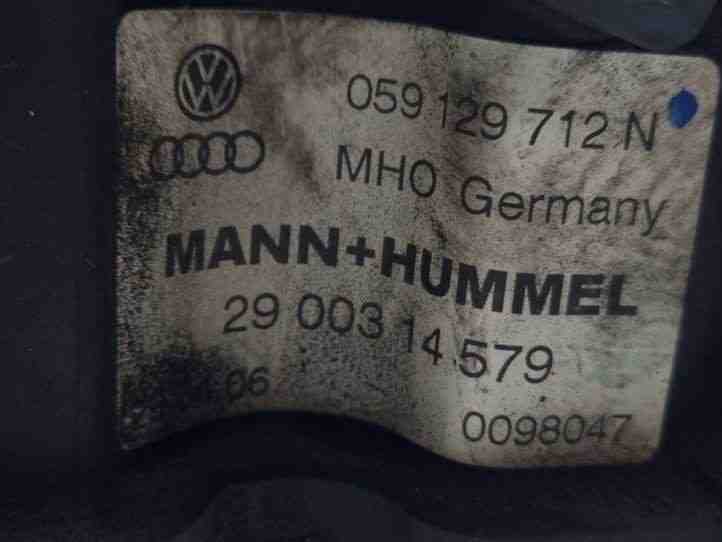 059 129 712 N
MHO Germany
MANN+HUMMEL
29 003 14 579
06
0098047